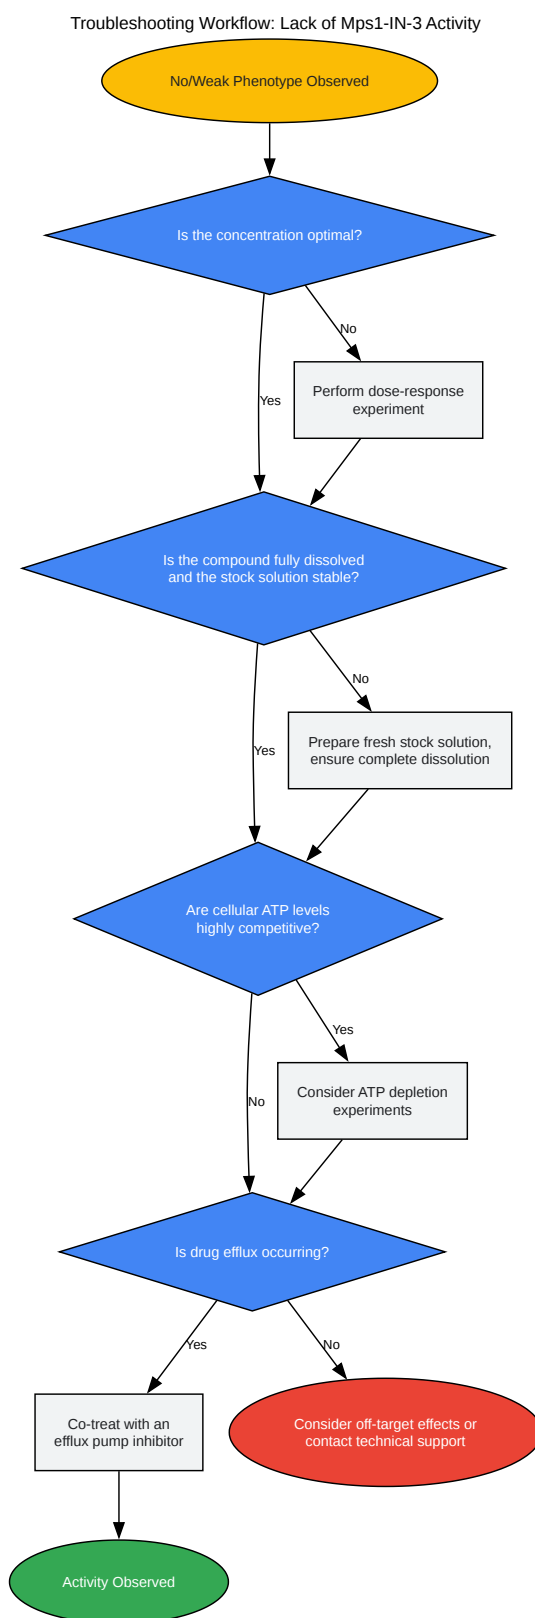 Troubleshooting Workflow: Lack of Mps1-IN-3 Activity
No/Weak Phenotype Observed
Is the concentration optimal?
No
Perform dose-response
experiment
Yes
Is the compound fully dissolved
and the stock solution stable?
No
Prepare fresh stock solution,
ensure complete dissolution
Yes
Are cellular ATP levels
highly competitive?
Yes
Consider ATP depletion
experiments
No
Is drug efflux occurring?
Yes
No
Co-treat with an
efflux pump inhibitor
Consider off-target effects or
contact technical support
Activity Observed